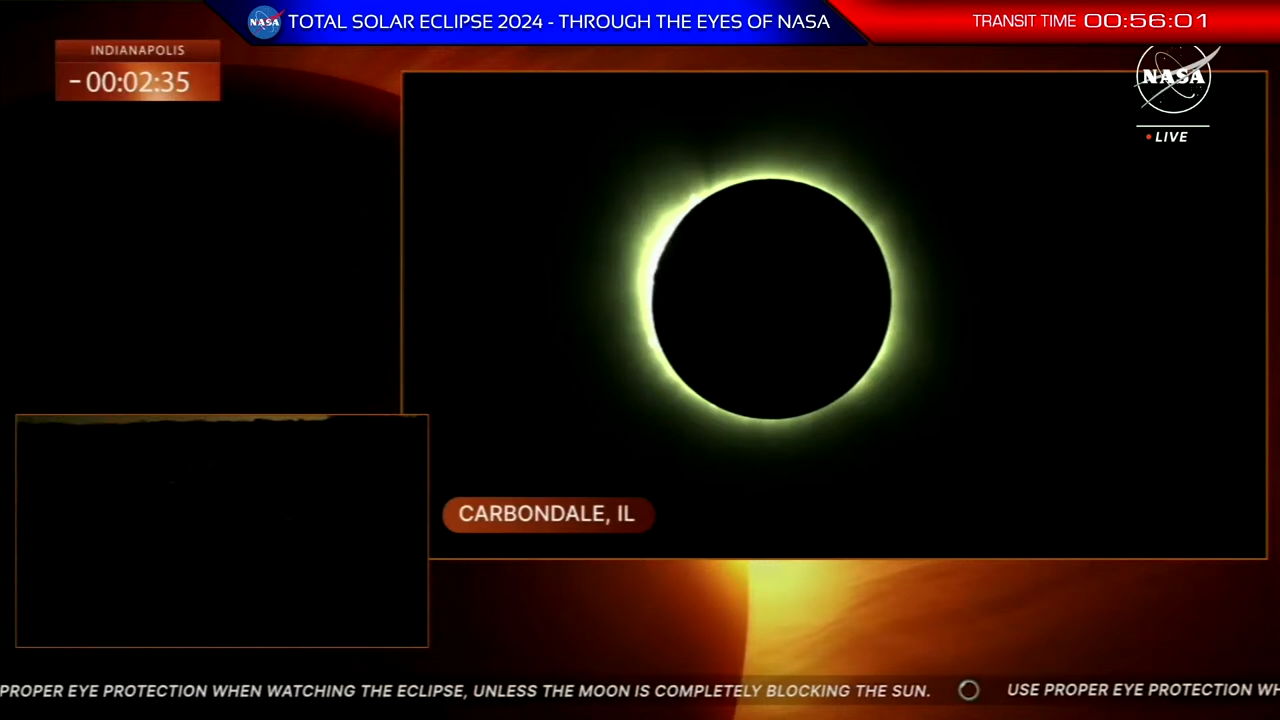 NASA TOTAL SOLAR ECLIPSE 2024 - THROUGH THE EYES OF NASA
TRANSIT TIME 00:56:01
INDIANAPOLIS
-00:02:35
NASA
LIVE
CARBONDALE, IL
PROPER EYE PROTECTION WHEN WATCHING THE ECLIPSE, UNLESS THE MOON IS COMPLETELY BLOCKING THE SUN. USE PROPER EYE PROTECTION WH